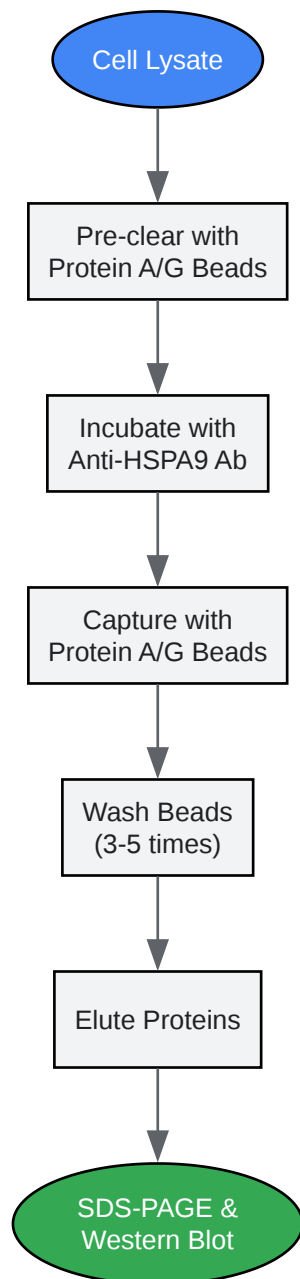 Cell Lysate
Pre-clear with
Protein A/G Beads
Incubate with
Anti-HSPA9 Ab
Capture with
Protein A/G Beads
Wash Beads
(3-5 times)
Elute Proteins
SDS-PAGE &
Western Blot